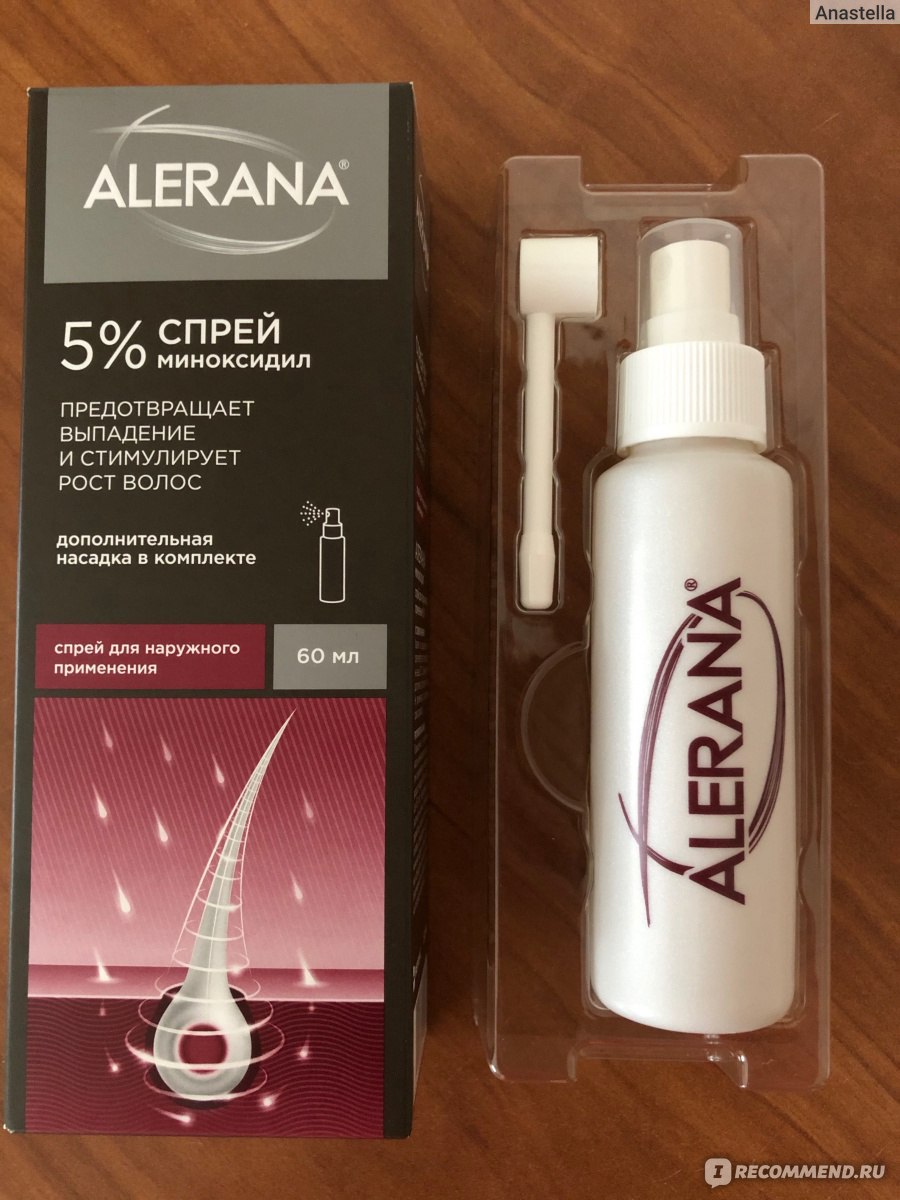 Anastella
ALERANA®
5% СПРЕЙ
МИНОКСИДИЛ
ПРЕДОТВРАЩАЕТ
ВЫПАДЕНИЕ
И СТИМУЛИРУЕТ
РОСТ ВОЛОС
ДОПОЛНИТЕЛЬНАЯ
НАСАДКА В КОМПЛЕКТЕ
спрей для наружного
применения
60 мл
ALERANA®
IRECOMMEND.RU